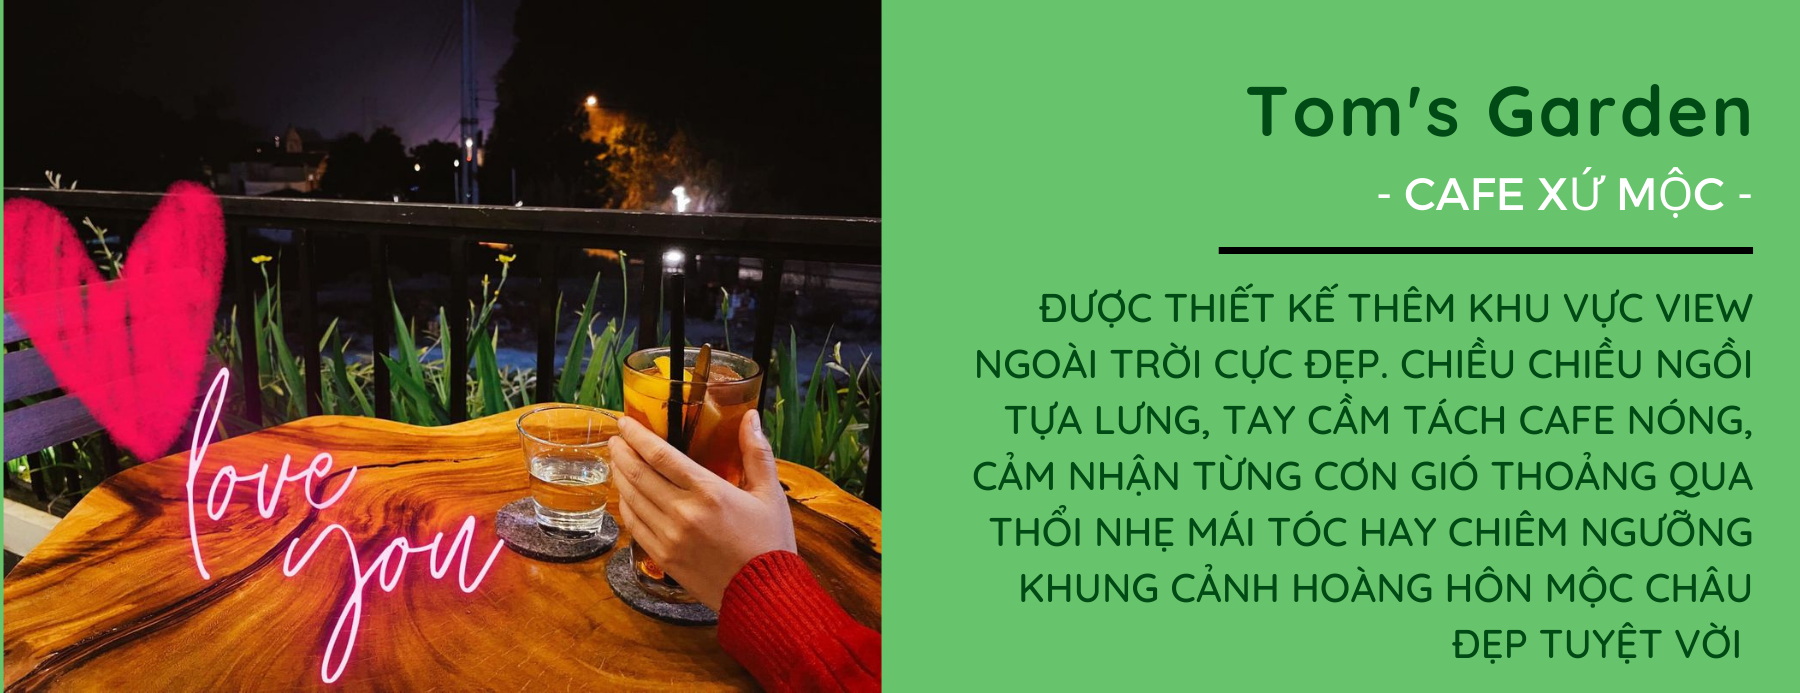 love
you
Tom's Garden
- CAFE XỨ MỘC -
ĐƯỢC THIẾT KẾ THÊM KHU VỰC VIEW
NGOÀI TRỜI CỰC ĐẸP. CHIỀU CHIỀU NGỒI
TỰA LƯNG, TAY CẦM TÁCH CAFE NÓNG,
CẢM NHẬN TỪNG CƠN GIÓ THOẢNG QUA
THỔI NHẸ MÁI TÓC HAY CHIÊM NGƯỠNG
KHUNG CẢNH HOÀNG HÔN MỘC CHÂU
ĐẸP TUYỆT VỜI